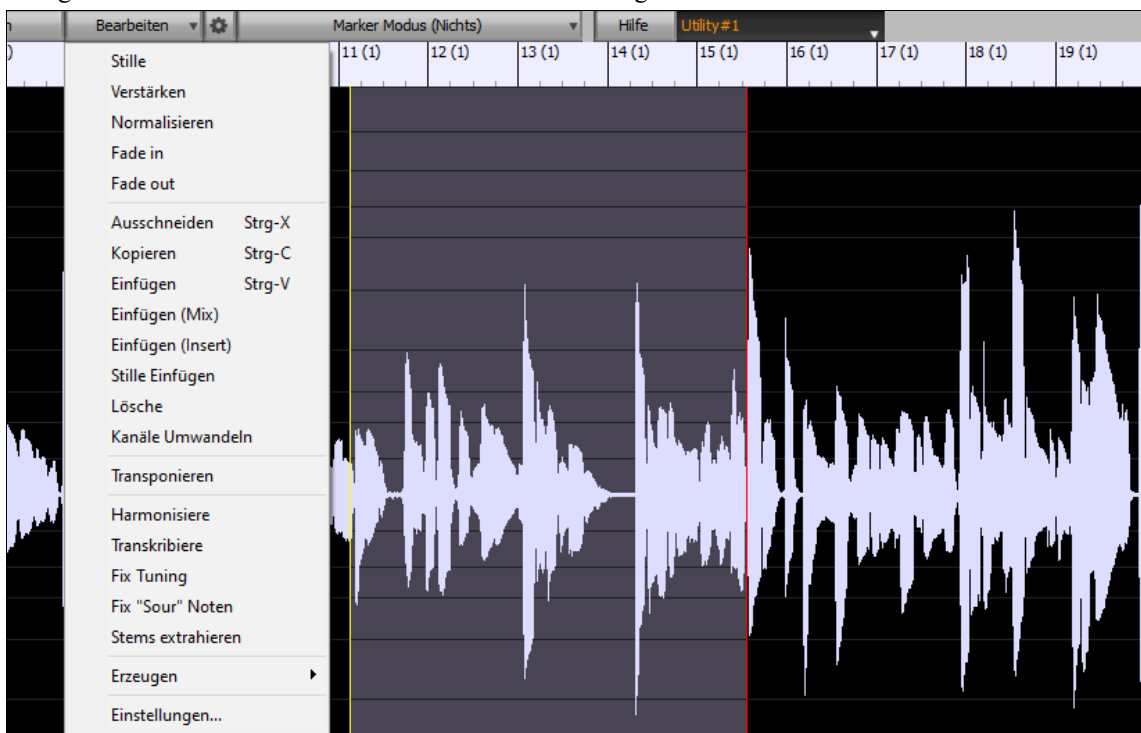 Bearbeiten
Marker Modus (Nichts)
Hilfe
Utility#1
11 (1) 12 (1) 13 (1) 14 (1) 15 (1) 16 (1) 17 (1) 18 (1) 19 (1)
Stille
Verstärken
Normalisieren
Fade in
Fade out
Ausschneiden Strg-X
Kopieren Strg-C
Einfügen Strg-V
Einfügen (Mix)
Einfügen (Insert)
Stille Einfügen
Lösche
Kanäle Umwandeln
Transponieren
Harmonisiere
Transkribiere
Fix Tuning
Fix "Sour" Noten
Stems extrahieren
Erzeugen
Einstellungen...